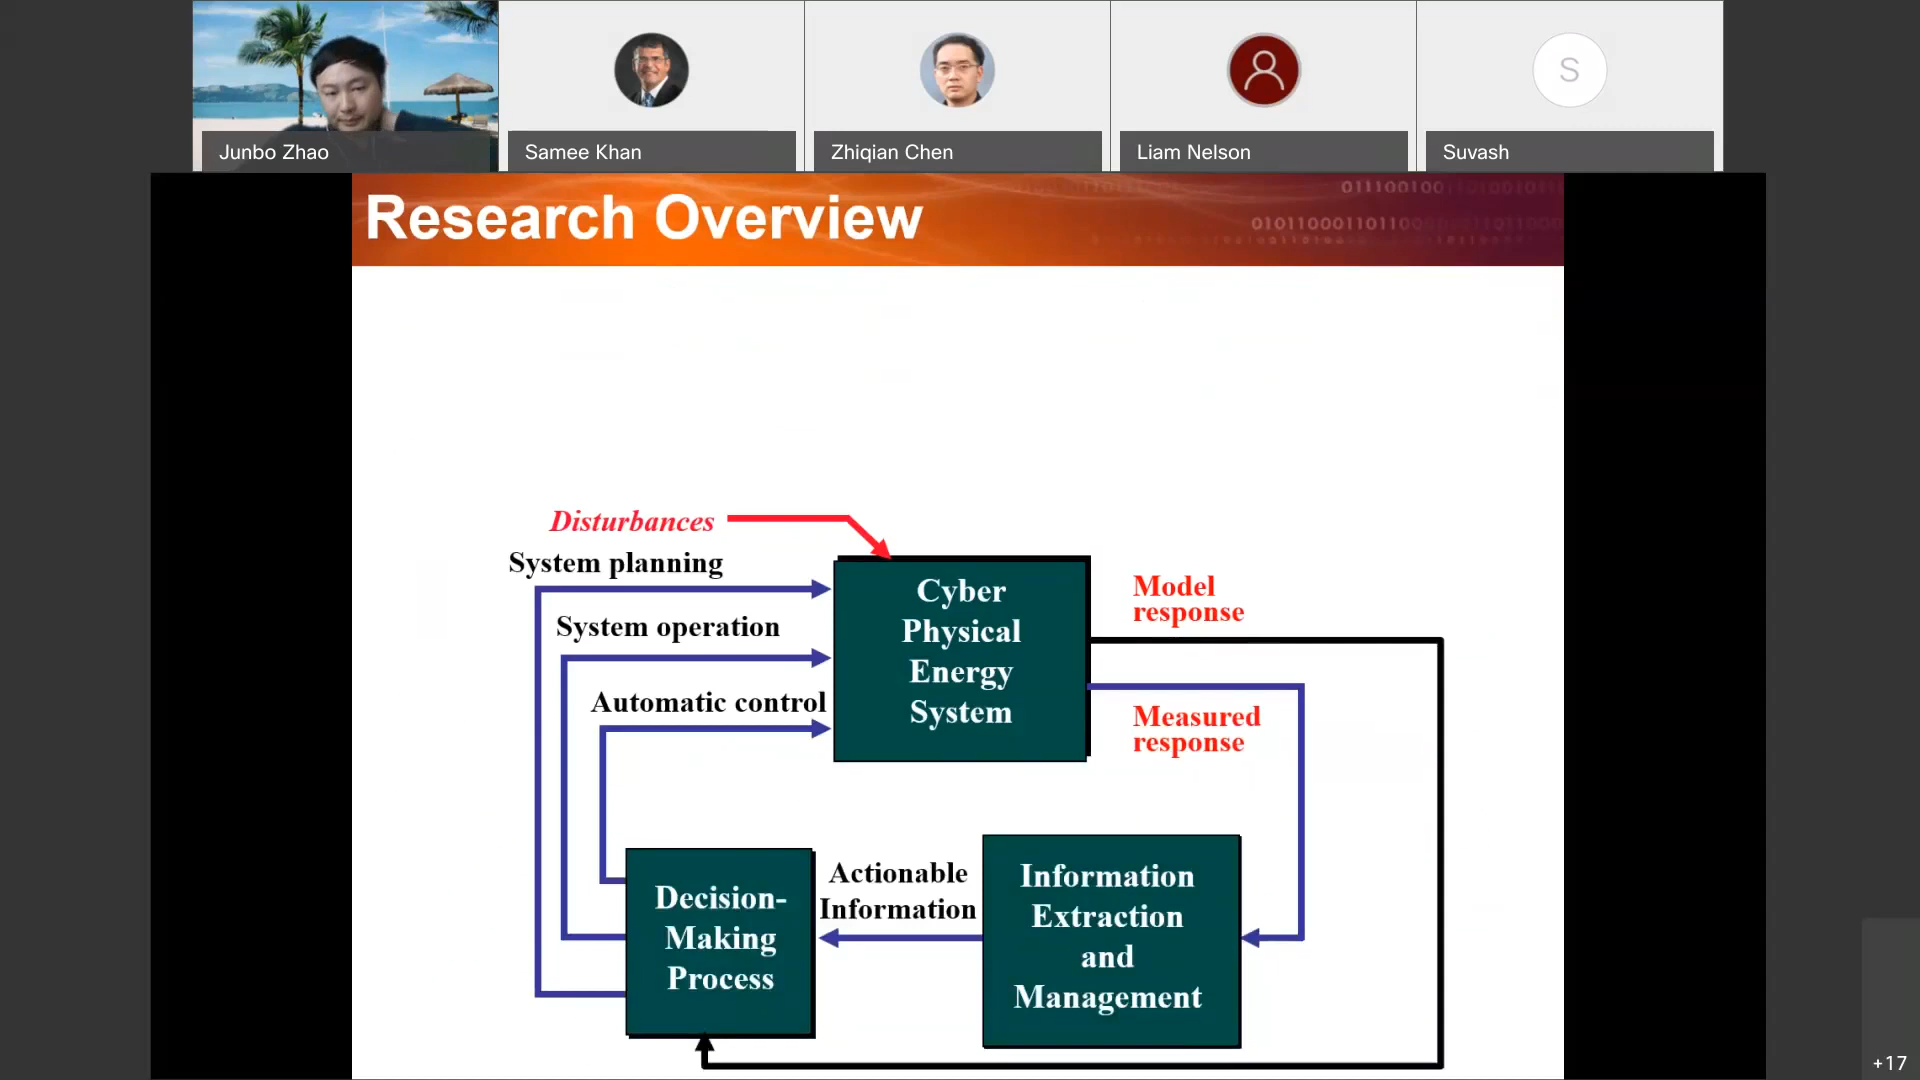 Junbo Zhao
Samee Khan
Zhiqian Chen
Liam Nelson
S
Suvash
Research Overview
Disturbances
System planning
System operation
Automatic control
Cyber
Physical
Energy
System
Model
response
Measured
response
Decision-
Making
Process
Actionable
Information
Information
Extraction
and
Management
+17